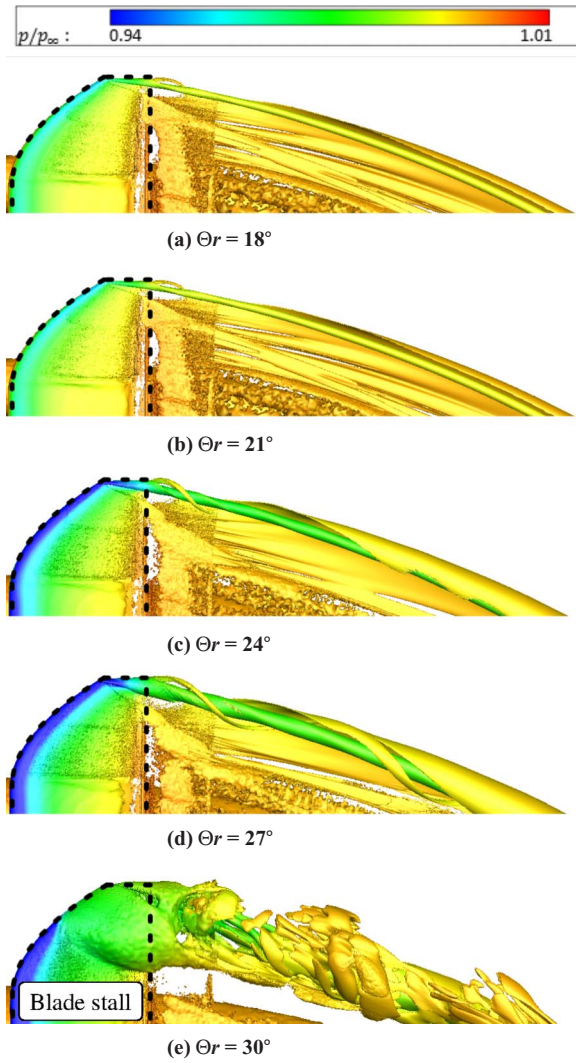 p/p∞ :
0.94
1.01
(a) Θr = 18°
(b) Θr = 21°
(c) Θr = 24°
(d) Θr = 27°
Blade stall
(e) Θr = 30°